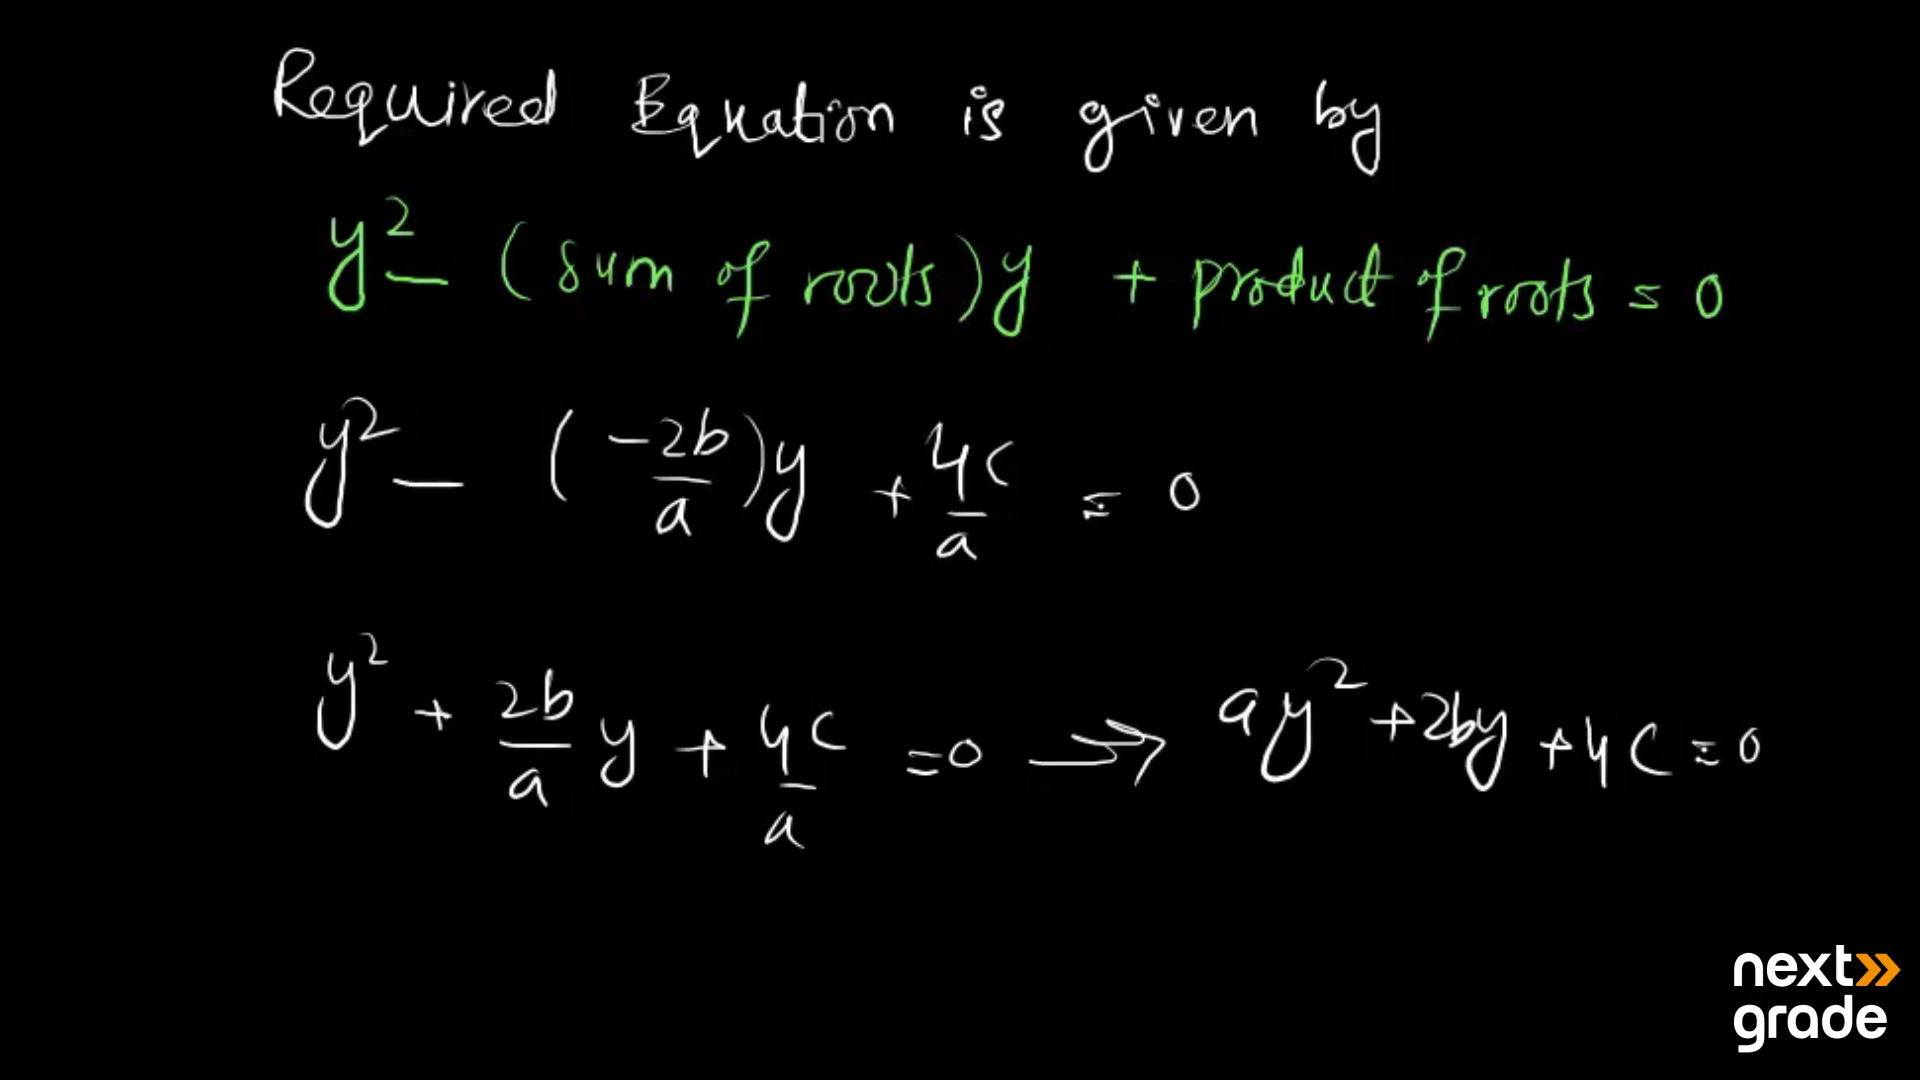 Required Equation is given by
y² - (sum of roots)y + product of roots = 0
y² - (-2b/a)y + 4c/a = 0
y² + 2b/a y + 4c/a = 0 → ay² + 2by + 4c = 0
next
grade